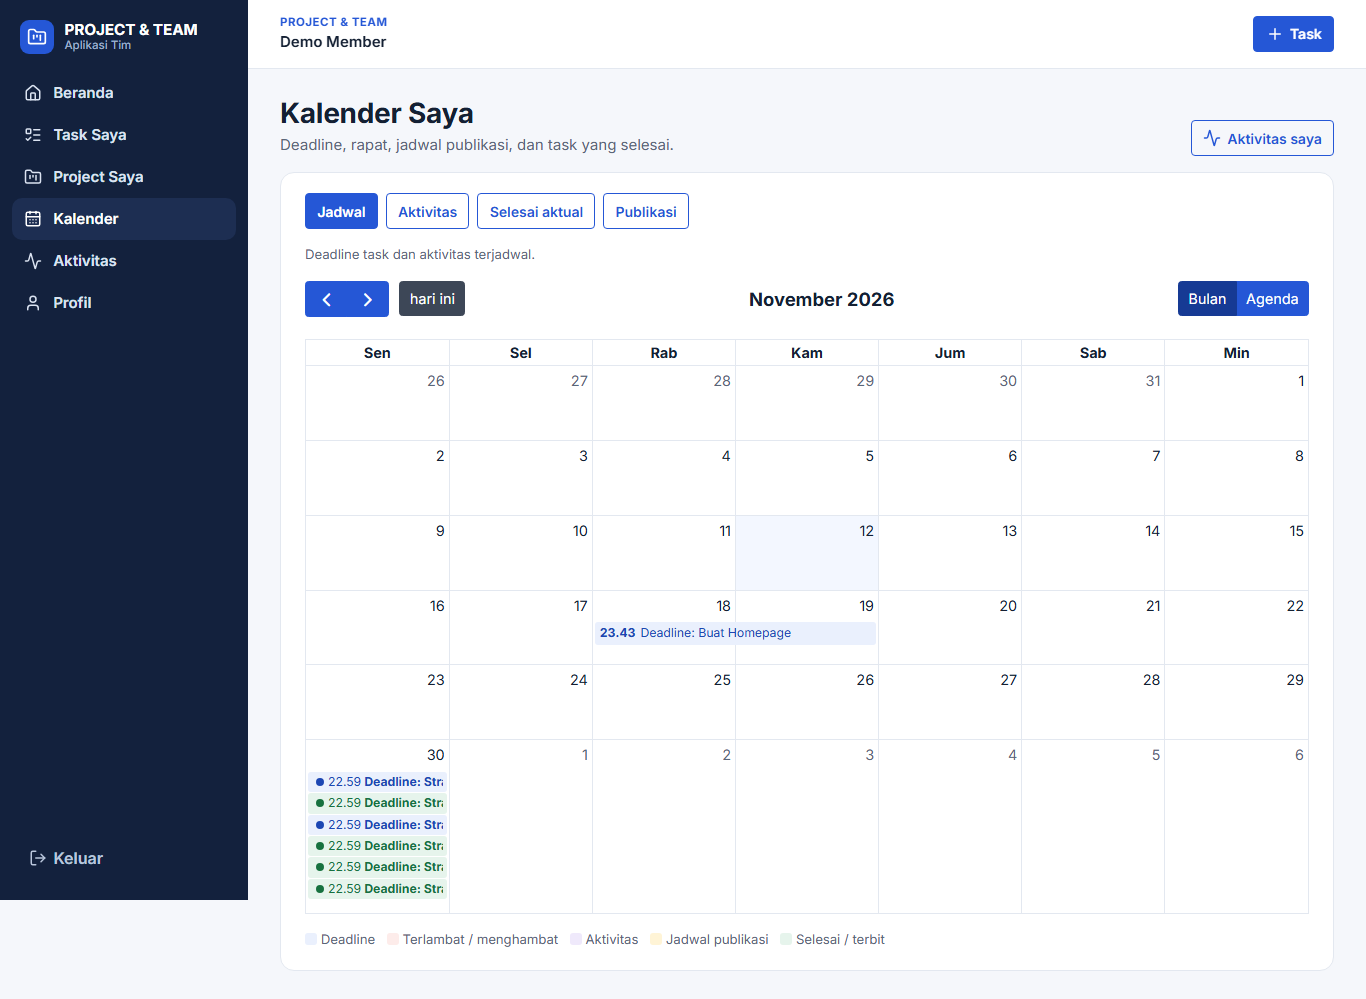 PROJECT & TEAM
Aplikasi Tim
Beranda
Task Saya
Project Saya
Kalender
Aktivitas
Profil
Keluar
PROJECT & TEAM
Demo Member
+ Task
Kalender Saya
Deadline, rapat, jadwal publikasi, dan task yang selesai.
Aktivitas saya
Jadwal Aktivitas Selesai aktual Publikasi
Deadline task dan aktivitas terjadwal.
hari ini November 2026 Bulan Agenda
Sen Sel Rab Kam Jum Sab Min
26 27 28 29 30 31 1
2 3 4 5 6 7 8
9 10 11 12 13 14 15
16 17 18 19 20 21 22
23.43 Deadline: Buat Homepage
23 24 25 26 27 28 29
30 1 2 3 4 5 6
22.59 Deadline: Stra
22.59 Deadline: Stra
22.59 Deadline: Stra
22.59 Deadline: Stra
22.59 Deadline: Stra
22.59 Deadline: Stra
Deadline Terlambat / menghambat Aktivitas Jadwal publikasi Selesai / terbit